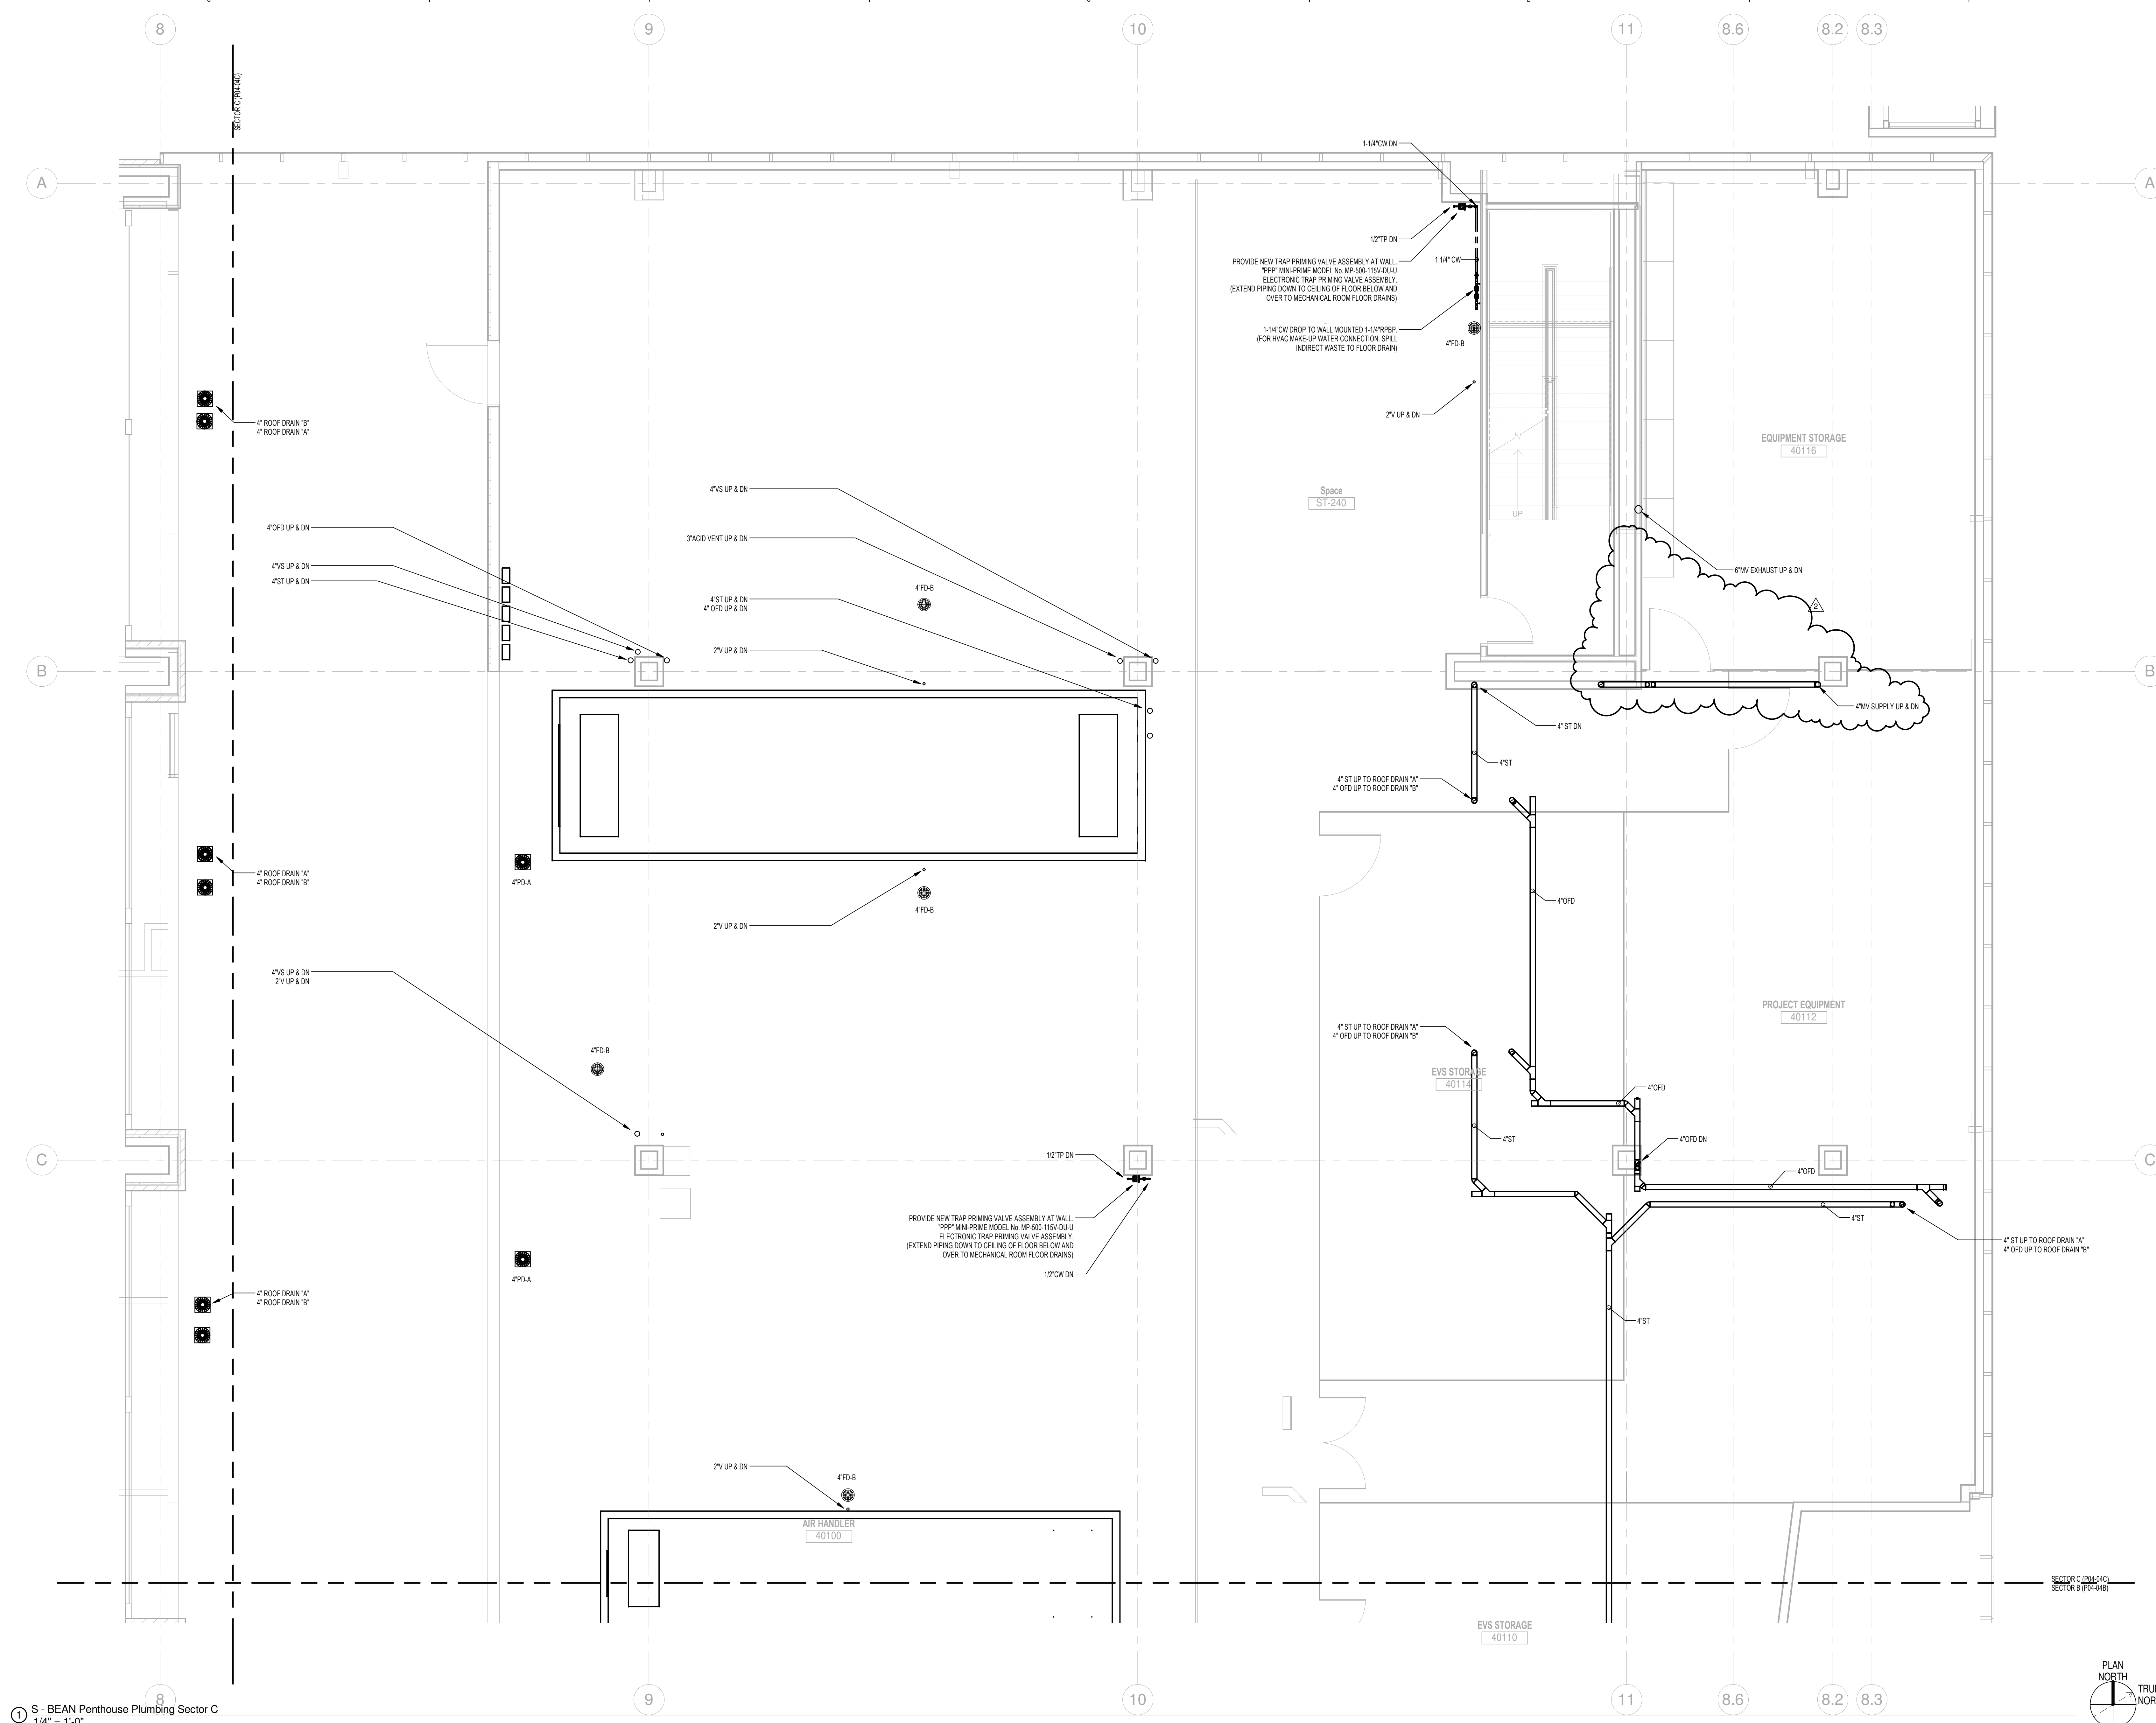 8
9
10
11
8.6
8.2
8.3
SECTOR C (P04-04C)
A
A
1-1/4"CW DN
1/2"TP DN
PROVIDE NEW TRAP PRIMING VALVE ASSEMBLY AT WALL.
"PPP" MINI-PRIME MODEL No. MP-500-115V-DU-U
ELECTRONIC TRAP PRIMING VALVE ASSEMBLY.
(EXTEND PIPING DOWN TO CEILING OF FLOOR BELOW AND
OVER TO MECHANICAL ROOM FLOOR DRAINS)
1 1/4" CW
1-1/4"CW DROP TO WALL MOUNTED 1-1/4"RPBP.
(FOR HVAC MAKE-UP WATER CONNECTION. SPILL
INDIRECT WASTE TO FLOOR DRAIN)
4"FD-B
2"V UP & DN
4" ROOF DRAIN "B"
4" ROOF DRAIN "A"
EQUIPMENT STORAGE
40116
Space
ST-240
UP
4"VS UP & DN
4"OFD UP & DN
3"ACID VENT UP & DN
4"VS UP & DN
4"ST UP & DN
4"FD-B
4"ST UP & DN
4" OFD UP & DN
6"MV EXHAUST UP & DN
2
2"V UP & DN
B
B
4"MV SUPPLY UP & DN
4" ST DN
4"ST
4" ST UP TO ROOF DRAIN "A"
4" OFD UP TO ROOF DRAIN "B"
4" ROOF DRAIN "A"
4" ROOF DRAIN "B"
4"PD-A
4"FD-B
2"V UP & DN
4"OFD
4"VS UP & DN
2"V UP & DN
PROJECT EQUIPMENT
40112
4" ST UP TO ROOF DRAIN "A"
4" OFD UP TO ROOF DRAIN "B"
4"FD-B
EVS STORAGE
40114
4"OFD
4"ST
4"OFD DN
C
C
1/2"TP DN
4"OFD
PROVIDE NEW TRAP PRIMING VALVE ASSEMBLY AT WALL.
"PPP" MINI-PRIME MODEL No. MP-500-115V-DU-U
ELECTRONIC TRAP PRIMING VALVE ASSEMBLY.
(EXTEND PIPING DOWN TO CEILING OF FLOOR BELOW AND
OVER TO MECHANICAL ROOM FLOOR DRAINS)
4"ST
4" ST UP TO ROOF DRAIN "A"
4" OFD UP TO ROOF DRAIN "B"
1/2"CW DN
4"PD-A
4" ROOF DRAIN "A"
4" ROOF DRAIN "B"
4"ST
2"V UP & DN
4"FD-B
AIR HANDLER
40100
SECTOR C (P04-04C)
SECTOR B (P04-04B)
EVS STORAGE
40110
8
9
10
11
8.6
8.2
8.3
PLAN
NORTH
1
S - BEAN Penthouse Plumbing Sector C
1/4" = 1'-0"